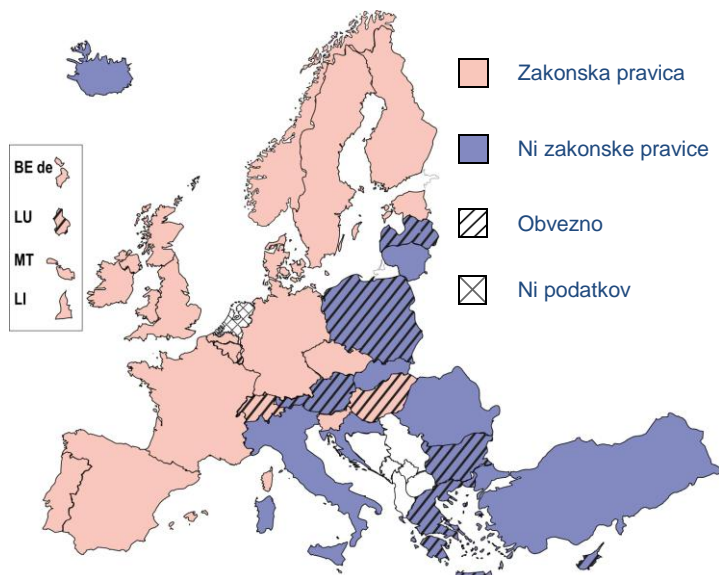 Zakonska pravica
Ni zakonske pravice
Obvezno
Ni podatkov
BE de
LU
MT
LI